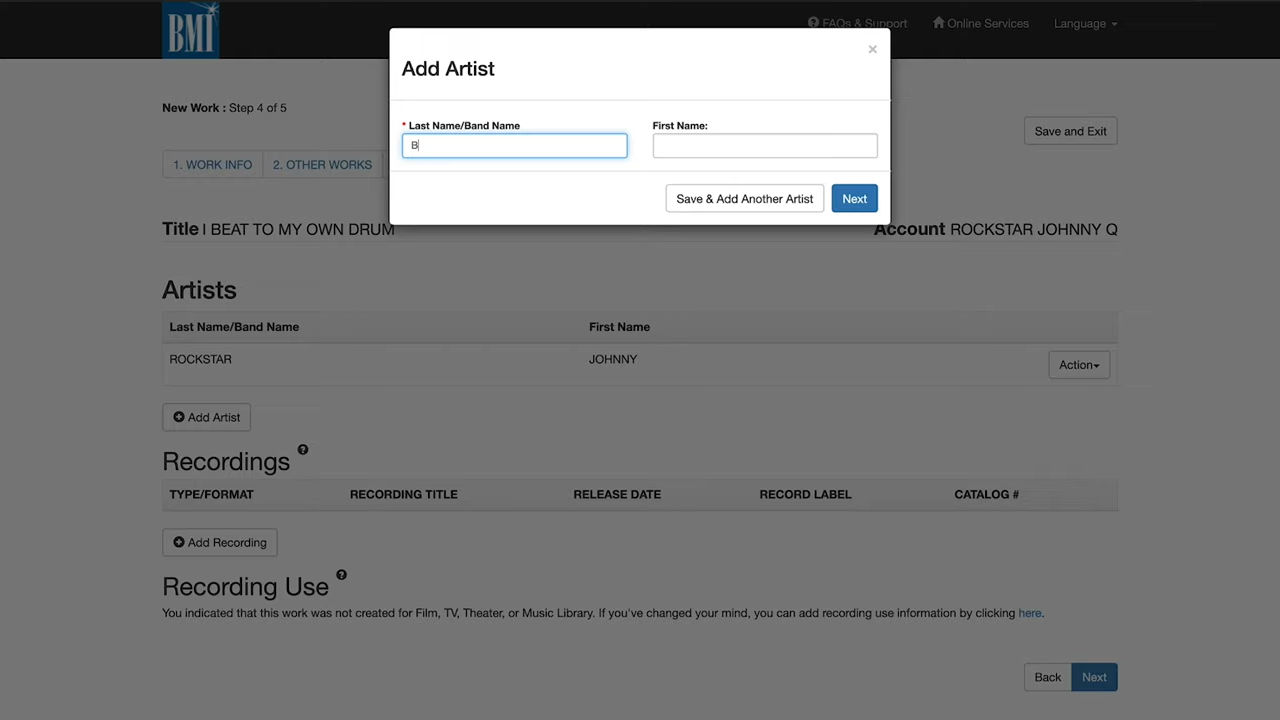 BMI
FAQs & Support Online Services Language
×
Add Artist
New Work : Step 4 of 5
* Last Name/Band Name First Name:
Save and Exit
B
1. WORK INFO 2. OTHER WORKS
Save & Add Another Artist Next
Title I BEAT TO MY OWN DRUM Account ROCKSTAR JOHNNY Q
Artists
Last Name/Band Name First Name
ROCKSTAR JOHNNY Action
Add Artist
Recordings ?
TYPE/FORMAT RECORDING TITLE RELEASE DATE RECORD LABEL CATALOG #
Add Recording
Recording Use ?
You indicated that this work was not created for Film, TV, Theater, or Music Library. If you've changed your mind, you can add recording use information by clicking here.
Back Next